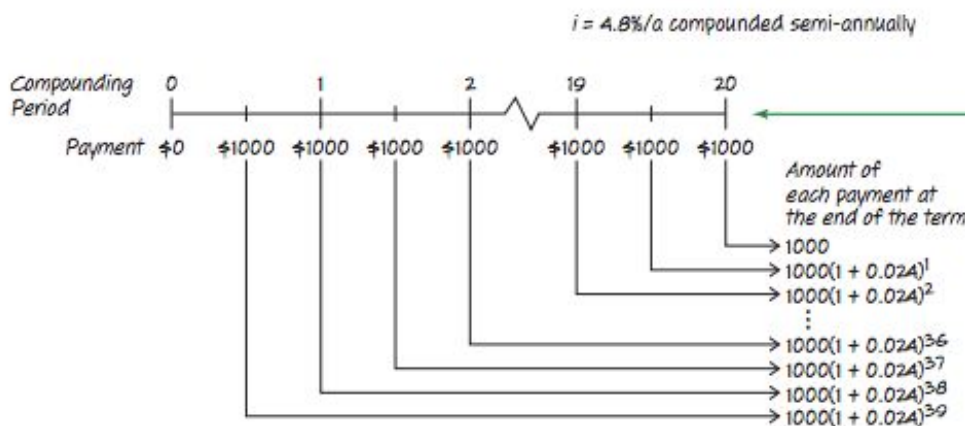 i = 4.8%/a compounded semi-annually
Compounding Period
0 1 2 19 20
Payment $0 $1000 $1000 $1000 $1000 $1000 $1000 $1000
Amount of
each payment at
the end of the term
1000
1000(1 + 0.024)¹
1000(1 + 0.024)²
⋮
1000(1 + 0.024)³⁶
1000(1 + 0.024)³⁷
1000(1 + 0.024)³⁸
1000(1 + 0.024)³⁹